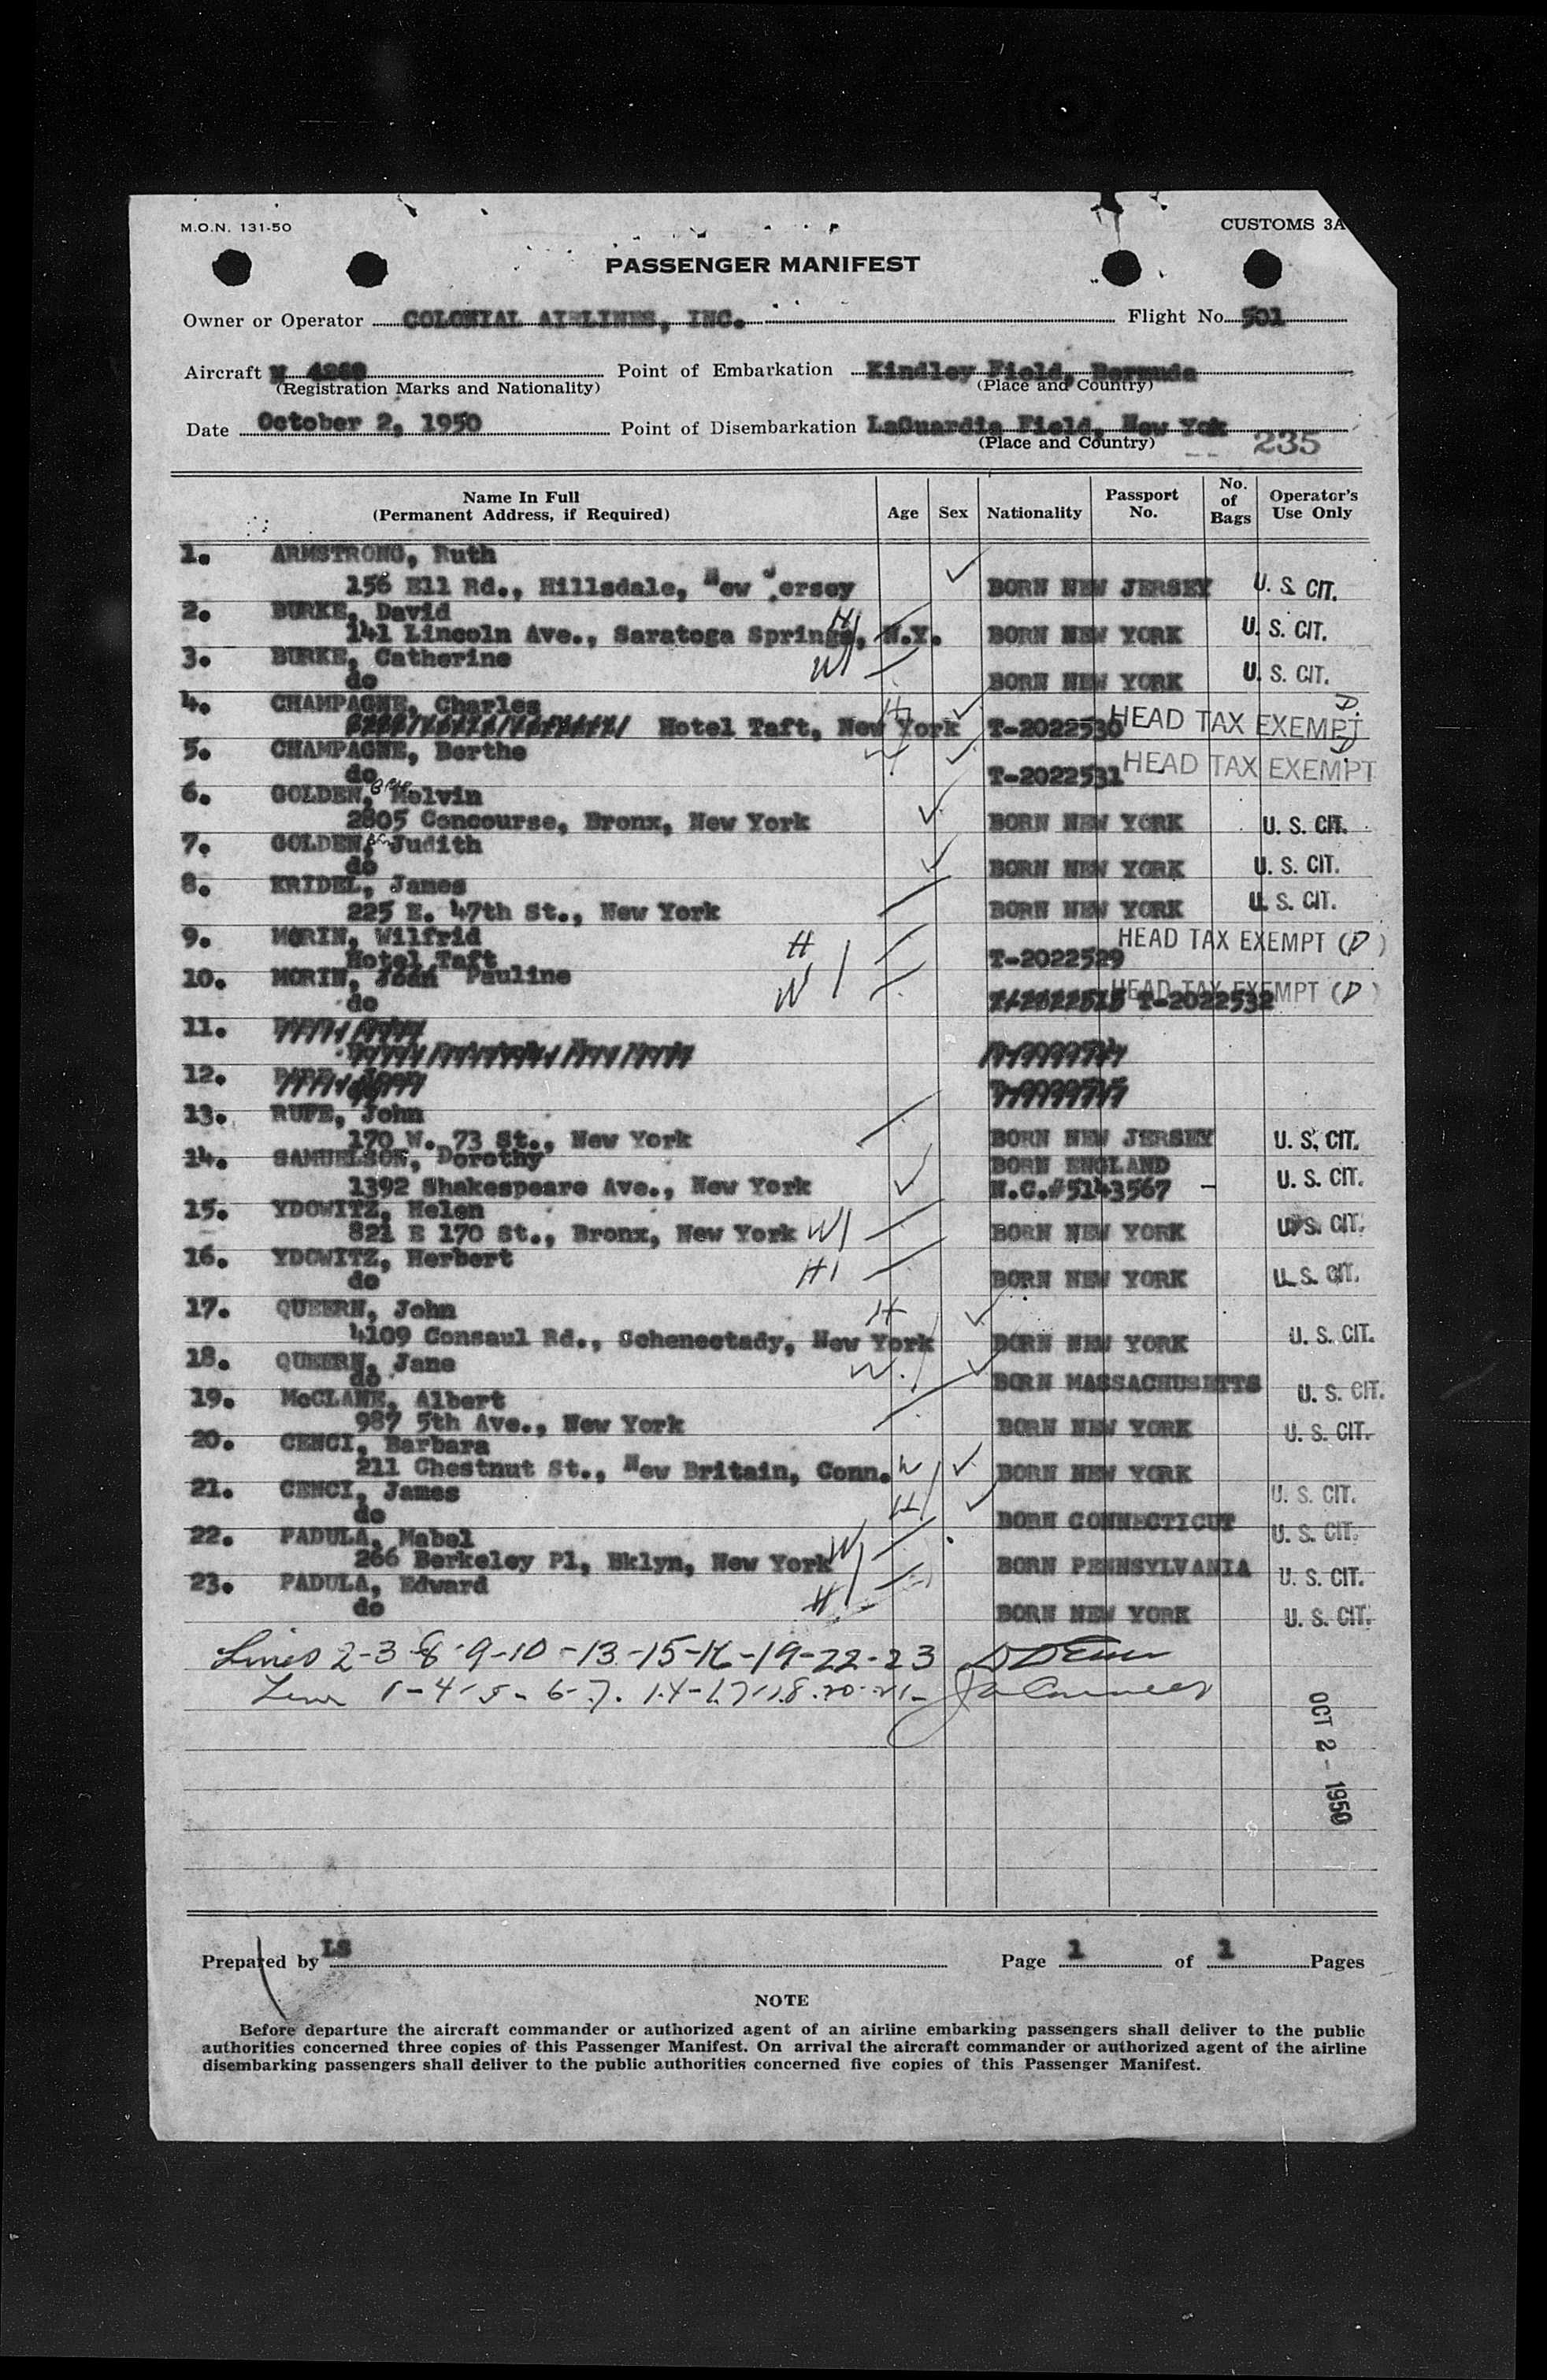 M.O.N. 131-50 CUSTOMS 3A
PASSENGER MANIFEST
Owner or Operator COLONIAL AIRLINES, INC. Flight No. 501
Aircraft N 4260 Point of Embarkation Kindley Field, Bermuda
(Registration Marks and Nationality) (Place and Country)
Date October 2, 1950 Point of Disembarkation LaGuardia Field, New Yok
(Place and Country) 235
Name In Full (Permanent Address, if Required) Age Sex Nationality Passport No. No. of Bags Operator's Use Only
1. ARMSTRONG, Ruth
156 Ell Rd., Hillsdale, New Jersey BORN NEW JERSEY U. S. CIT.
2. BURKE, David
141 Lincoln Ave., Saratoga Springs, N.Y. H BORN NEW YORK U. S. CIT.
3. BURKE, Catherine
do W BORN NEW YORK U. S. CIT.
4. CHAMPAGNE, Charles H
Hotel Taft, New York T-2022530 HEAD TAX EXEMPT D.
5. CHAMPAGNE, Berthe W
do T-2022531 HEAD TAX EXEMPT D
6. GOLDEN, Melvin
2805 Concourse, Bronx, New York BORN NEW YORK U. S. CIT.
7. GOLDEN, Judith
do BORN NEW YORK U. S. CIT.
8. KRIDEL, James
225 E. 47th St., New York BORN NEW YORK U. S. CIT.
9. MORIN, Wilfrid H HEAD TAX EXEMPT (D)
Hotel Taft T-2022529
10. MORIN, Joan Pauline W HEAD TAX EXEMPT (D)
do T-2022532
11.
12.
13. RUPE, John
170 W. 73 St., New York BORN NEW JERSEY U. S. CIT.
14. SAMUELSON, Dorothy BORN ENGLAND
1392 Shakespeare Ave., New York N.C.#5143567 - U. S. CIT.
15. YDOWITZ, Helen
821 E 170 St., Bronx, New York W BORN NEW YORK U. S. CIT.
16. YDOWITZ, Herbert H
do BORN NEW YORK U. S. CIT.
17. QUEERN, John H
4109 Consaul Rd., Schenectady, New York BORN NEW YORK U. S. CIT.
18. QUEERN, Jane W.
do BORN MASSACHUSETTS U. S. CIT.
19. McCLANE, Albert
987 5th Ave., New York BORN NEW YORK U. S. CIT.
20. CENCI, Barbara
211 Chestnut St., New Britain, Conn. W BORN NEW YORK U. S. CIT.
21. CENCI, James H
do BORN CONNECTICUT U. S. CIT.
22. PADULA, Mabel
266 Berkeley Pl, Bklyn, New York W BORN PENNSYLVANIA U. S. CIT.
23. PADULA, Edward H
do BORN NEW YORK U. S. CIT.
Lines 2-3-8-9-10-13-15-16-19-22-23
Line 1-4-5-6-7-14-17-18-20-21-
OCT 2 - 1950
Prepared by LS Page 1 of 1 Pages
NOTE
Before departure the aircraft commander or authorized agent of an airline embarking passengers shall deliver to the public
authorities concerned three copies of this Passenger Manifest. On arrival the aircraft commander or authorized agent of the airline
disembarking passengers shall deliver to the public authorities concerned five copies of this Passenger Manifest.